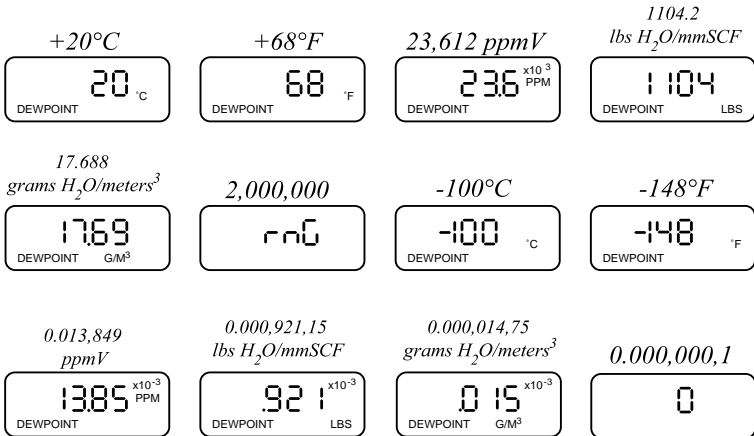 +20°C
20 °C
DEWPOINT
+68°F
68 °F
DEWPOINT
23,612 ppmV
23.6 x10 3
PPM
DEWPOINT
1104.2
lbs H2O/mmSCF
1104
DEWPOINT LBS
17.688
grams H2O/meters3
17.69
DEWPOINT G/M3
2,000,000
rnG
-100°C
-100 °C
DEWPOINT
-148°F
-148 °F
DEWPOINT
0.013,849
ppmV
13.85 x10-3
PPM
DEWPOINT
0.000,921,15
lbs H2O/mmSCF
.921 x10-3
DEWPOINT LBS
0.000,014,75
grams H2O/meters3
.015 x10-3
DEWPOINT G/M3
0.000,000,1
0